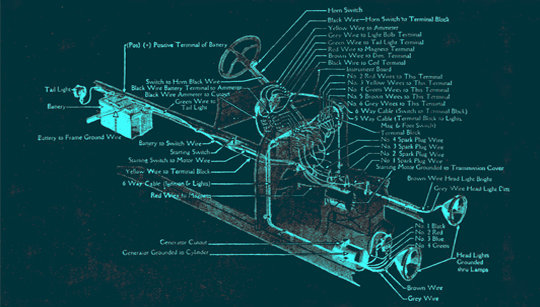 Horn Switch
Black Wire—Horn Switch to Terminal Block
Yellow Wire to Ammeter
Grey Wire to Light Bulb Terminal
Green Wire to Tail Light Terminal
Red Wire to Magneto Terminal
Brown Wire to Dim Terminal
Black Wire to Coil Terminal
Instrument Board
No. 2 Red Wires to This Terminal
No. 3 Yellow Wires to This Terminal
No. 4 Green Wires to This Terminal
No. 5 Brown Wires to This Terminal
No. 6 Grey Wires to This Terminal
6 Way Cable (Switch to Terminal Block)
5 Way Cable (Terminal Block to Lights
Mag & Foot Switch)
Terminal Block
No. 4 Spark Plug Wire
No. 3 Spark Plug Wire
No. 2 Spark Plug Wire
No. 1 Spark Plug Wire
Starting Motor Grounded to Transmission Cover
Brown Wire Head Light Bright
Grey Wire Head Light Dim
(Pos) (+) Positive Terminal of Battery
Switch to Horn Black Wire
Black Wire Battery Terminal to Ammeter
Black Wire Ammeter to Cutout
Green Wire to
Tail Light
Tail Light
Battery
Battery to Frame Ground Wire
Battery to Switch Wire
Starting Switch
Starting Switch to Motor Wire
Yellow Wire to Terminal Block
6 Way Cable (Ignition & Lights)
Red Wire to Magneto
Generator Cutout
Generator Grounded to Cylinder
No. 1 Black
No. 2 Red
No. 3 Blue
No. 4 Green
Head Lights
Grounded
thru Lamps
Brown Wire
Grey Wire